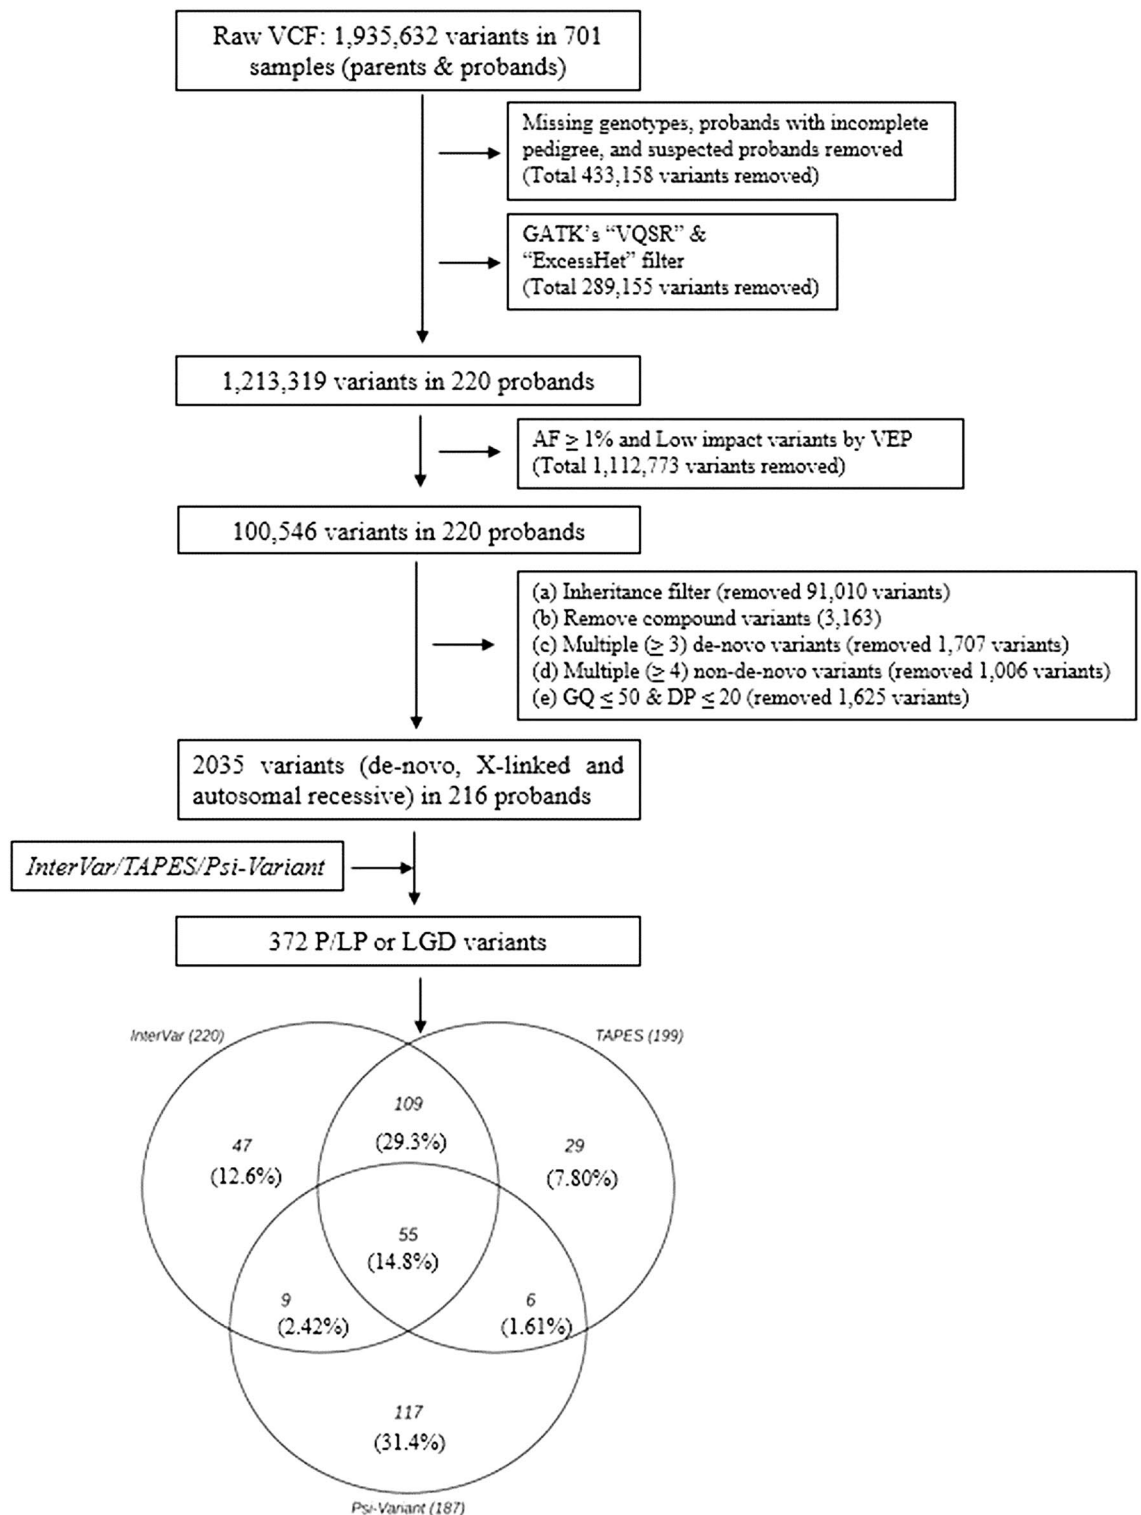 Raw VCF: 1,935,632 variants in 701
samples (parents & probands)
Missing genotypes, probands with incomplete
pedigree, and suspected probands removed
(Total 433,158 variants removed)
GATK's “VQSR” &
“ExcessHet” filter
(Total 289,155 variants removed)
1,213,319 variants in 220 probands
AF ≥ 1% and Low impact variants by VEP
(Total 1,112,773 variants removed)
100,546 variants in 220 probands
(a) Inheritance filter (removed 91,010 variants)
(b) Remove compound variants (3,163)
(c) Multiple (≥ 3) de-novo variants (removed 1,707 variants)
(d) Multiple (≥ 4) non-de-novo variants (removed 1,006 variants)
(e) GQ ≤ 50 & DP ≤ 20 (removed 1,625 variants)
2035 variants (de-novo, X-linked and
autosomal recessive) in 216 probands
InterVar/TAPES/Psi-Variant
372 P/LP or LGD variants
InterVar (220)
TAPES (199)
109
(29.3%)
47
(12.6%)
29
(7.80%)
55
(14.8%)
9
(2.42%)
6
(1.61%)
117
(31.4%)
Psi-Variant (187)